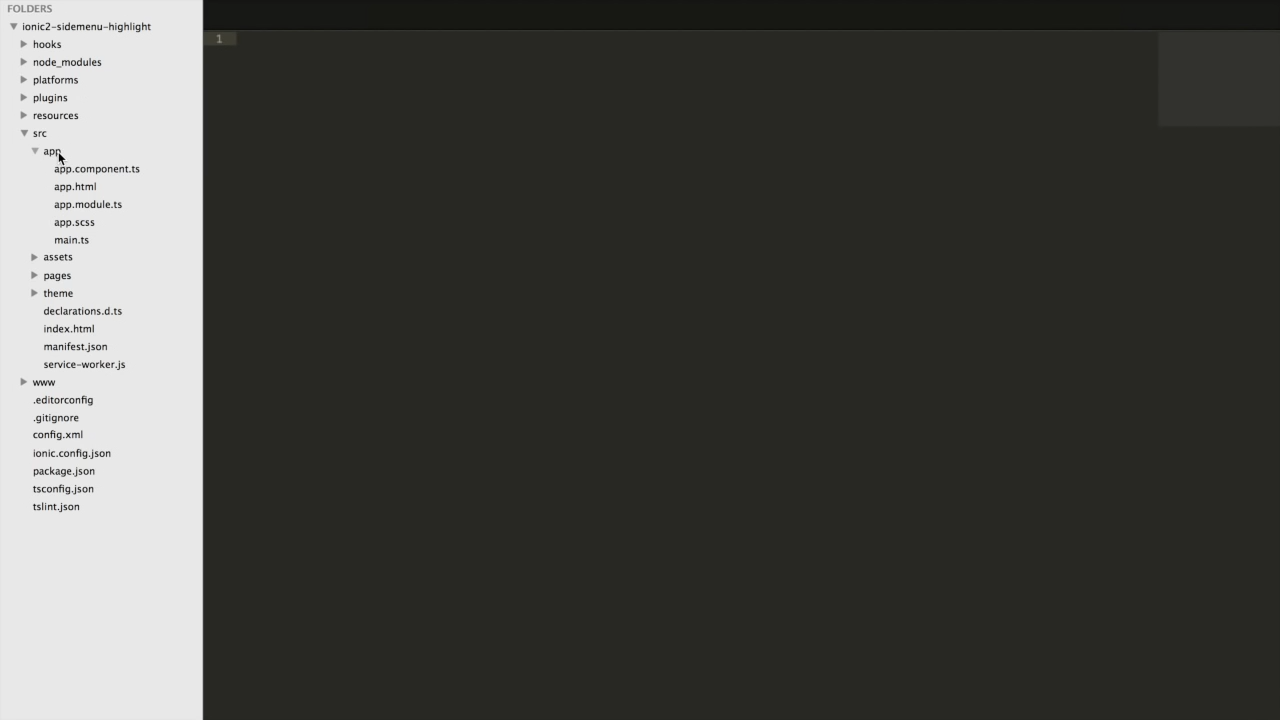 FOLDERS
ionic2-sidemenu-highlight
hooks
node_modules
platforms
plugins
resources
src
app
app.component.ts
app.html
app.module.ts
app.scss
main.ts
assets
pages
theme
declarations.d.ts
index.html
manifest.json
service-worker.js
www
.editorconfig
.gitignore
config.xml
ionic.config.json
package.json
tsconfig.json
tslint.json
1